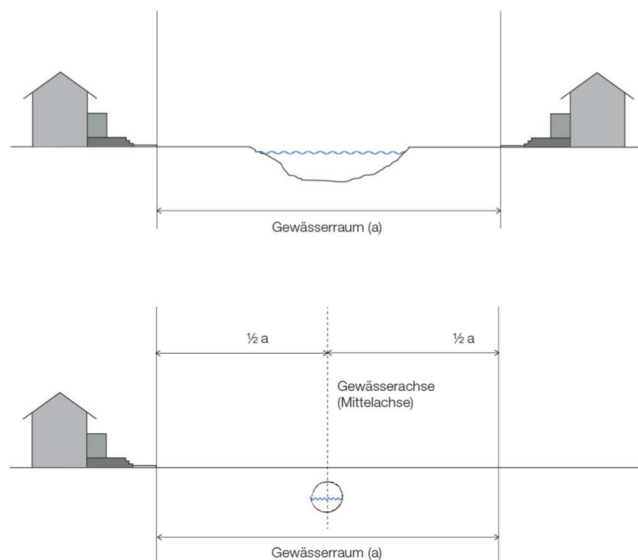 Gewässerraum (a)
½ a
½ a
Gewässerachse
(Mittelachse)
Gewässerraum (a)